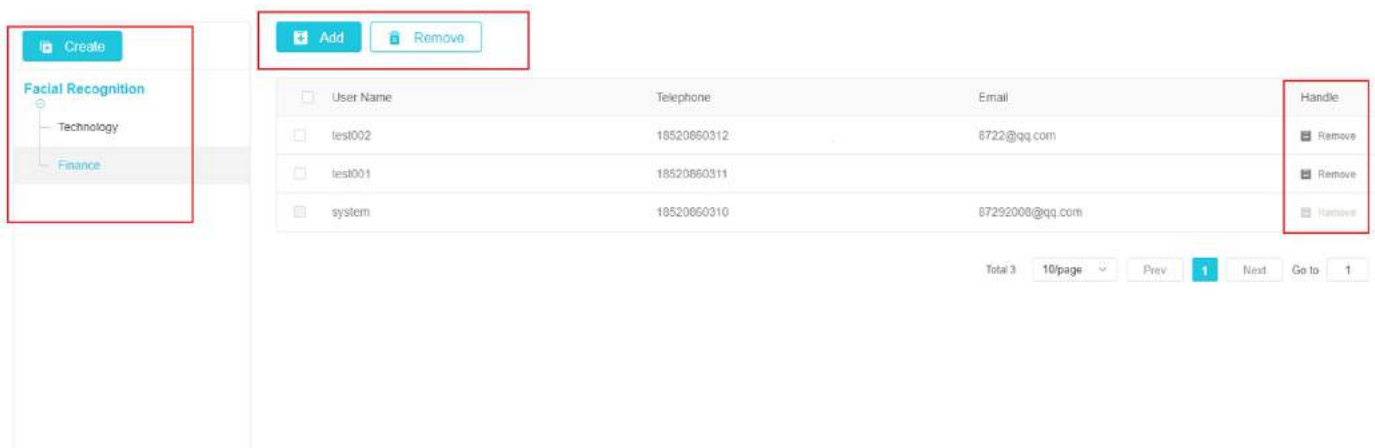 Create
Add Remove
Facial Recognition
Technology
Finance
User Name Telephone Email Handle
test002 18520860312 8722@qq.com Remove
test001 18520860311 Remove
system 18520860310 87292008@qq.com Remove
Total 3 10/page Prev 1 Next Go to 1